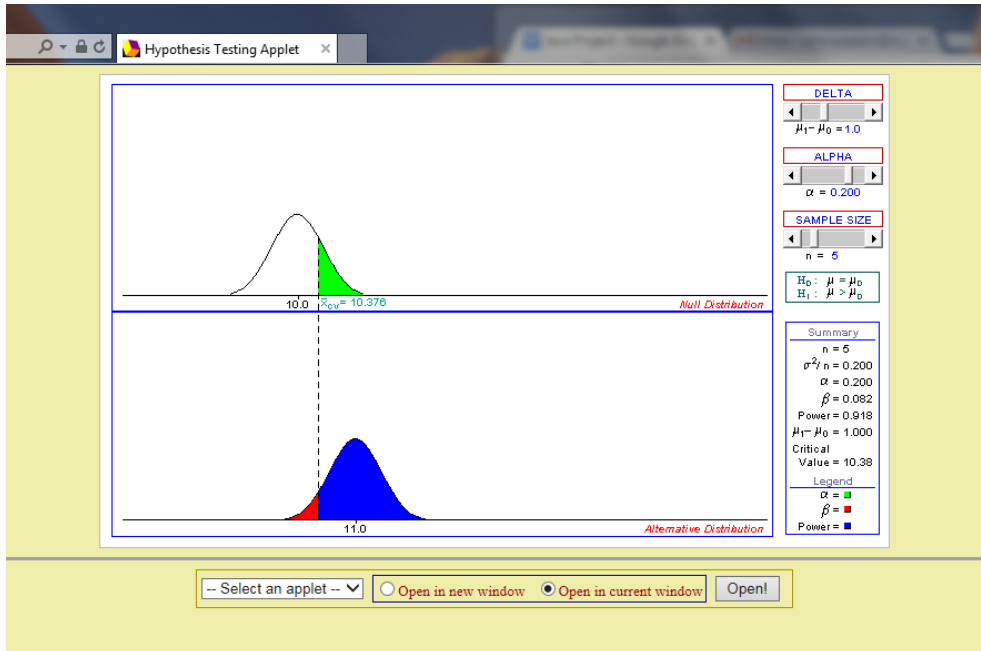 Hypothesis Testing Applet ×
DELTA
μ₁− μ₀ = 1.0
ALPHA
α = 0.200
SAMPLE SIZE
n = 5
H₀ : μ = μ₀
H₁ : μ > μ₀
10.0
x̄cv = 10.376
Null Distribution
11.0
Alternative Distribution
Summary
n = 5
σ²/ n = 0.200
α = 0.200
β = 0.082
Power = 0.918
μ₁− μ₀ = 1.000
Critical
Value = 10.38
Legend
α =
β =
Power =
-- Select an applet -- Open in new window Open in current window Open!